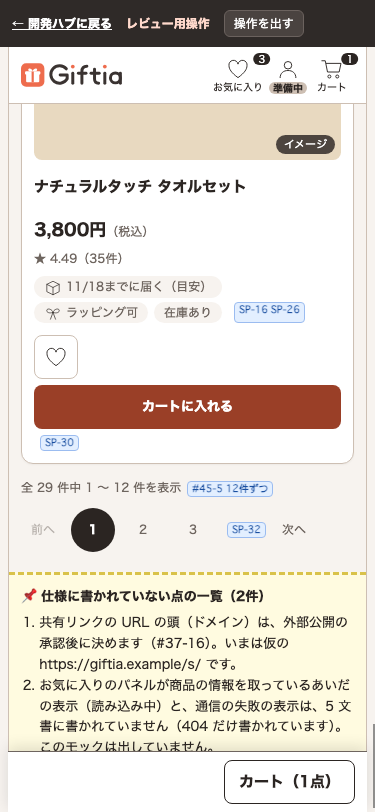 ← 開発ハブに戻る レビュー用操作 操作を出す
Giftia
3 お気に入り 準備中 1 カート
イメージ
ナチュラルタッチ タオルセット
3,800円（税込）
★ 4.49（35件）
11/18までに届く（目安）
ラッピング可 在庫あり SP-16 SP-26
カートに入れる
SP-30
全 29 件中 1 〜 12 件を表示 #45-5 12件ずつ
前へ 1 2 3 SP-32 次へ
📌 仕様に書かれていない点の一覧（2件）
1. 共有リンクの URL の頭（ドメイン）は、外部公開の
承認後に決めます（#37-16）。いまは仮の
https://giftia.example/s/ です。
2. お気に入りのパネルが商品の情報を取っているあいだ
の表示（読み込み中）と、通信の失敗の表示は、5 文
書に書かれていません（404 だけ書かれています）。
このモックは出していません。
カート（1点）